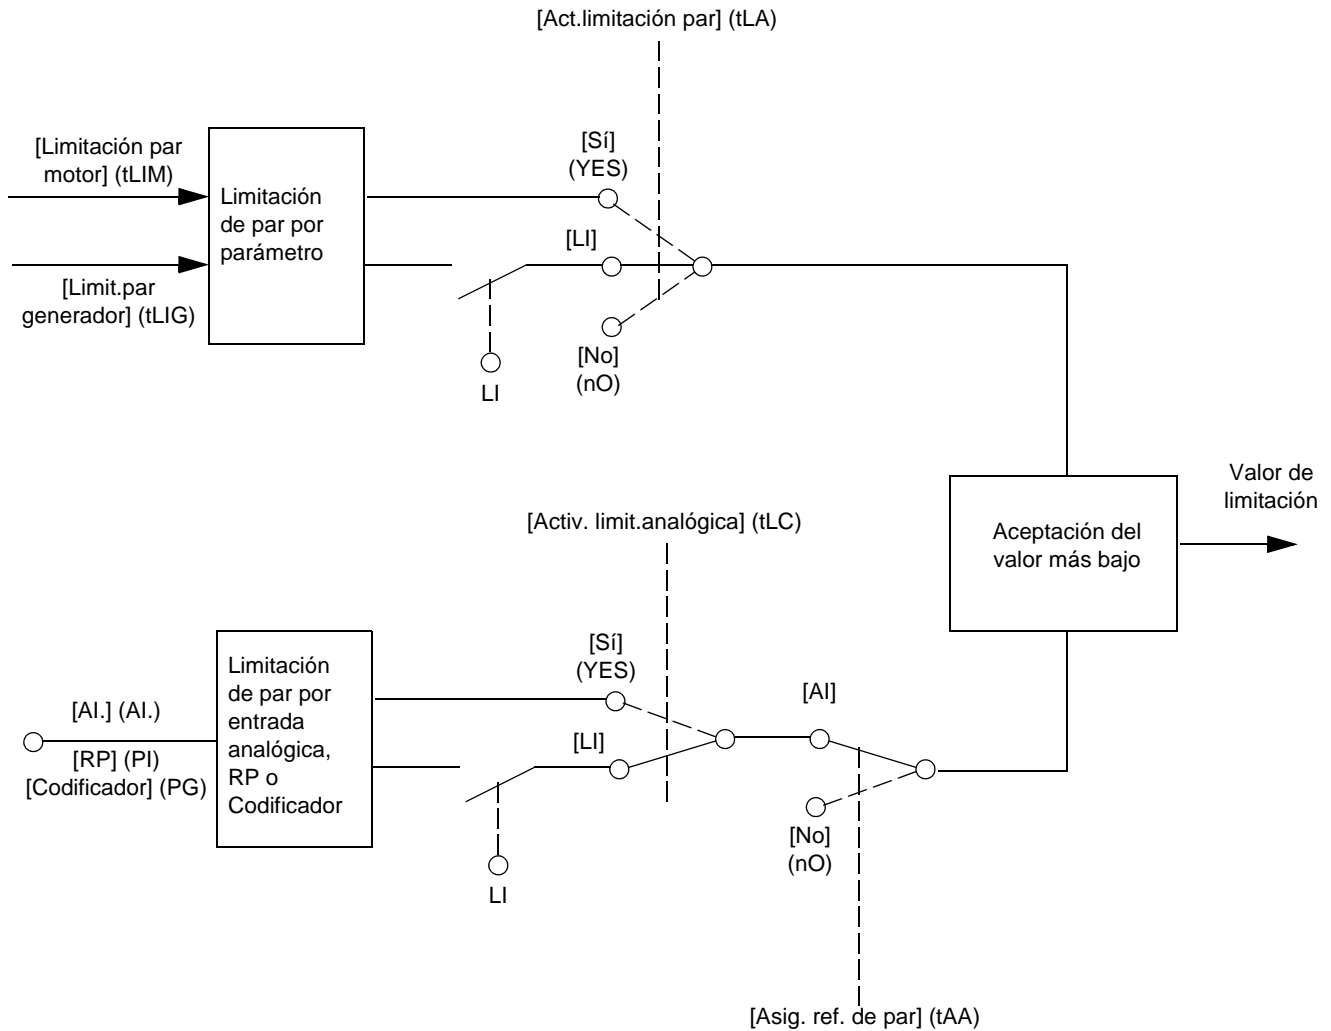 [Act.limitación par] (tLA)
[Limitación par
motor] (tLIM)
[Limit.par
generador] (tLIG)
Limitación
de par por
parámetro
[Sí]
(YES)
[LI]
[No]
(nO)
LI
[Activ. limit.analógica] (tLC)
Aceptación del
valor más bajo
Valor de
limitación
[AI.] (AI.)
[RP] (PI)
[Codificador] (PG)
Limitación
de par por
entrada
analógica,
RP o
Codificador
[Sí]
(YES)
[LI]
LI
[AI]
[No]
(nO)
[Asig. ref. de par] (tAA)